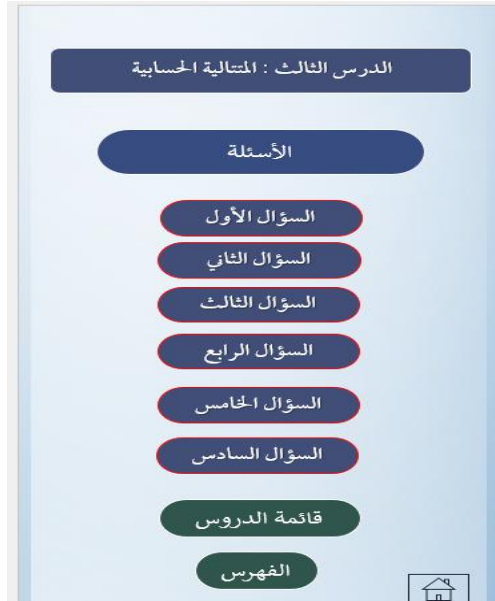 الدرس الثالث : المتتالية الحسابية
الأسئلة
السؤال الأول
السؤال الثاني
السؤال الثالث
السؤال الرابع
السؤال الخامس
السؤال السادس
قائمة الدروس
الفهرس